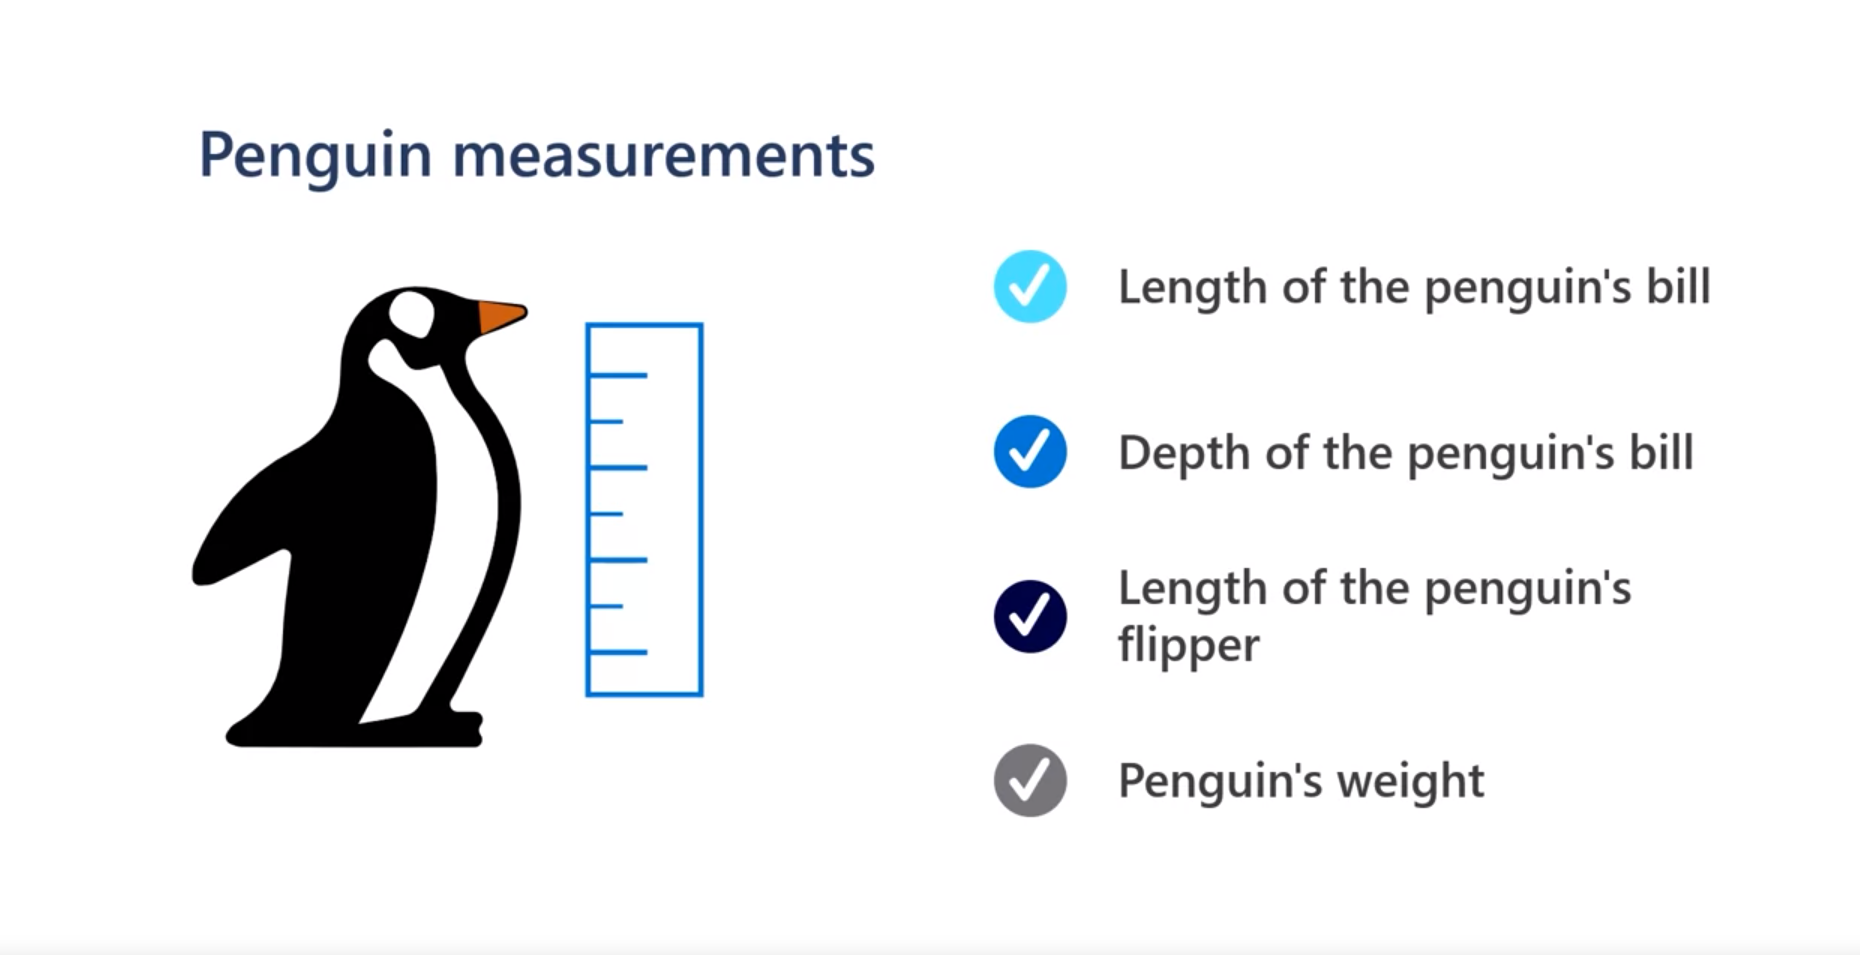 Penguin measurements
Length of the penguin's bill
Depth of the penguin's bill
Length of the penguin's
flipper
Penguin's weight